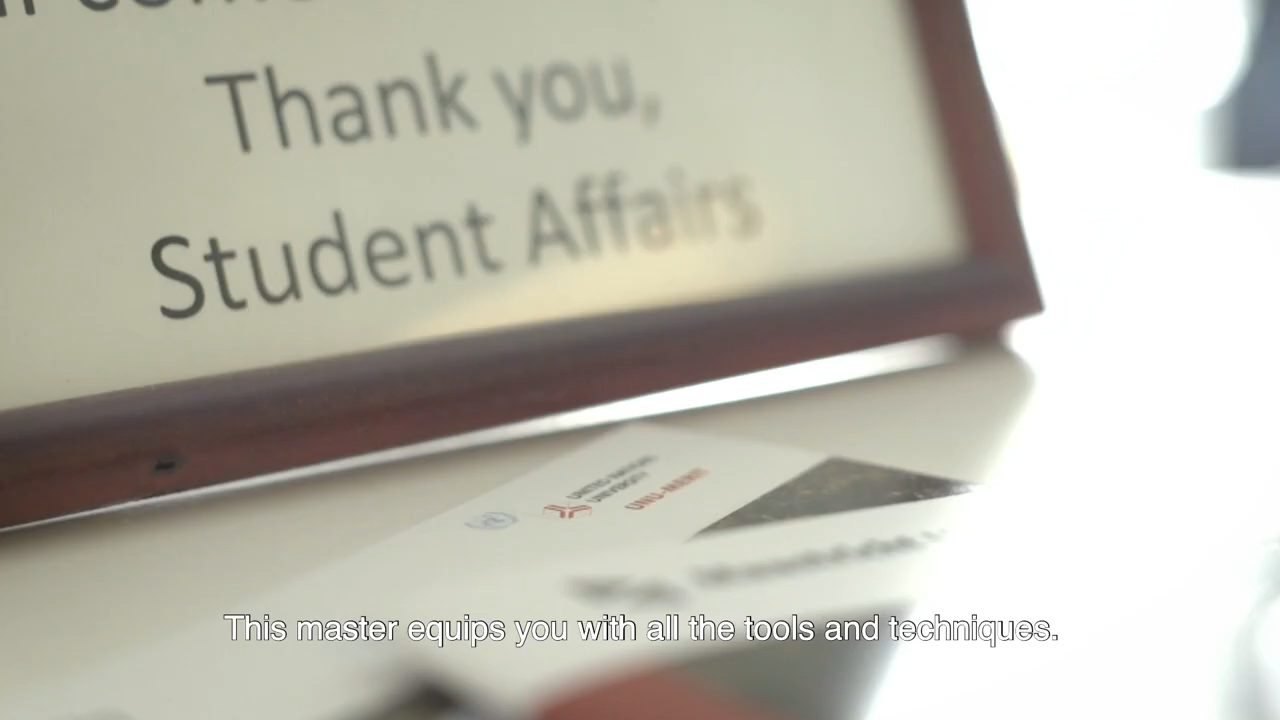 Thank you,
Student Affairs
UNITED NATIONS
UNIVERSITY
UNU-MERIT
This master equips you with all the tools and techniques.